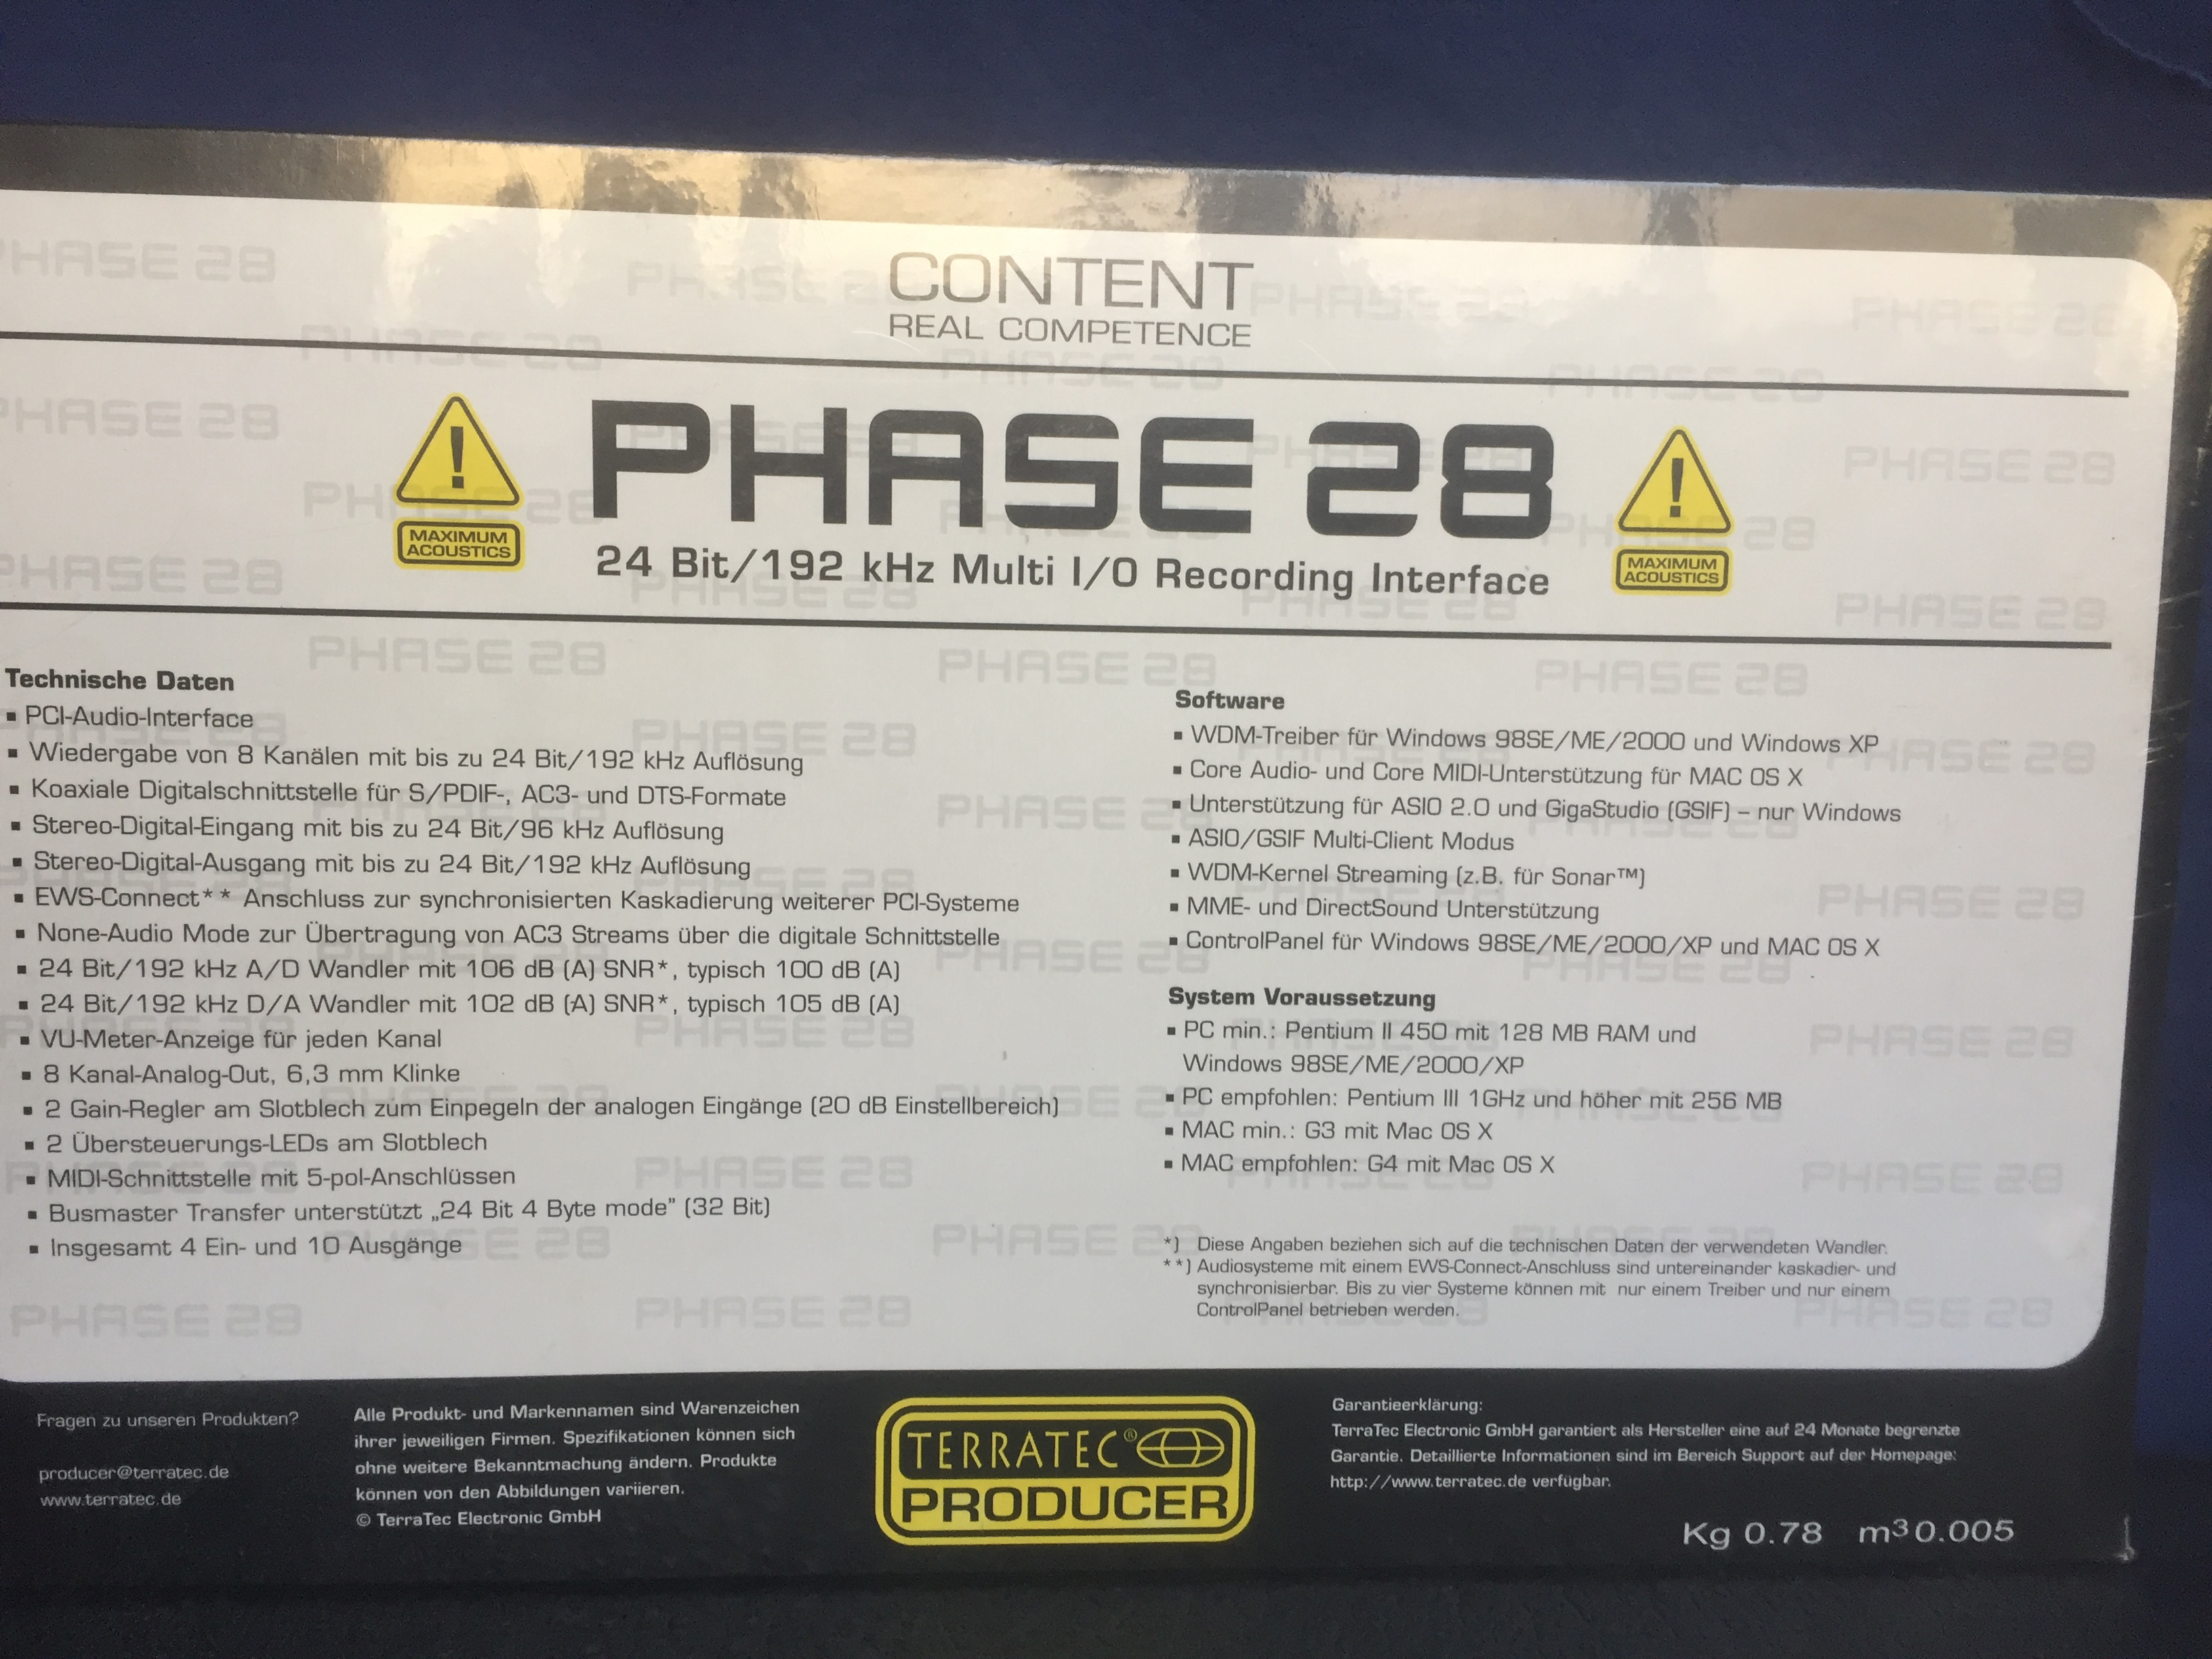 CONTENT
REAL COMPETENCE
PHASE 28
24 Bit/192 kHz Multi I/O Recording Interface
MAXIMUM
ACOUSTICS
MAXIMUM
ACOUSTICS
Technische Daten
▪ PCI-Audio-Interface
▪ Wiedergabe von 8 Kanälen mit bis zu 24 Bit/192 kHz Auflösung
▪ Koaxiale Digitalschnittstelle für S/PDIF-, AC3- und DTS-Formate
▪ Stereo-Digital-Eingang mit bis zu 24 Bit/96 kHz Auflösung
▪ Stereo-Digital-Ausgang mit bis zu 24 Bit/192 kHz Auflösung
▪ EWS-Connect** Anschluss zur synchronisierten Kaskadierung weiterer PCI-Systeme
▪ None-Audio Mode zur Übertragung von AC3 Streams über die digitale Schnittstelle
▪ 24 Bit/192 kHz A/D Wandler mit 106 dB (A) SNR*, typisch 100 dB (A)
▪ 24 Bit/192 kHz D/A Wandler mit 102 dB (A) SNR*, typisch 105 dB (A)
▪ VU-Meter-Anzeige für jeden Kanal
▪ 8 Kanal-Analog-Out, 6,3 mm Klinke
▪ 2 Gain-Regler am Slotblech zum Einpegeln der analogen Eingänge (20 dB Einstellbereich)
▪ 2 Übersteuerungs-LEDs am Slotblech
▪ MIDI-Schnittstelle mit 5-pol-Anschlüssen
▪ Busmaster Transfer unterstützt „24 Bit 4 Byte mode” (32 Bit)
▪ Insgesamt 4 Ein- und 10 Ausgänge
Software
▪ WDM-Treiber für Windows 98SE/ME/2000 und Windows XP
▪ Core Audio- und Core MIDI-Unterstützung für MAC OS X
▪ Unterstützung für ASIO 2.0 und GigaStudio (GSIF) – nur Windows
▪ ASIO/GSIF Multi-Client Modus
▪ WDM-Kernel Streaming (z.B. für Sonar™)
▪ MME- und DirectSound Unterstützung
▪ ControlPanel für Windows 98SE/ME/2000/XP und MAC OS X
System Voraussetzung
▪ PC min.: Pentium II 450 mit 128 MB RAM und
Windows 98SE/ME/2000/XP
▪ PC empfohlen: Pentium III 1GHz und höher mit 256 MB
▪ MAC min.: G3 mit Mac OS X
▪ MAC empfohlen: G4 mit Mac OS X
*) Diese Angaben beziehen sich auf die technischen Daten der verwendeten Wandler.
**) Audiosysteme mit einem EWS-Connect-Anschluss sind untereinander kaskadier- und
synchronisierbar. Bis zu vier Systeme können mit nur einem Treiber und nur einem
ControlPanel betrieben werden.
Fragen zu unseren Produkten?
producer@terratec.de
www.terratec.de
Alle Produkt- und Markennamen sind Warenzeichen
ihrer jeweiligen Firmen. Spezifikationen können sich
ohne weitere Bekanntmachung ändern. Produkte
können von den Abbildungen variieren.
© TerraTec Electronic GmbH
TERRATEC®
PRODUCER
Garantieerklärung:
TerraTec Electronic GmbH garantiert als Hersteller eine auf 24 Monate begrenzte
Garantie. Detaillierte Informationen sind im Bereich Support auf der Homepage:
http://www.terratec.de verfügbar.
Kg 0.78 m³ 0.005